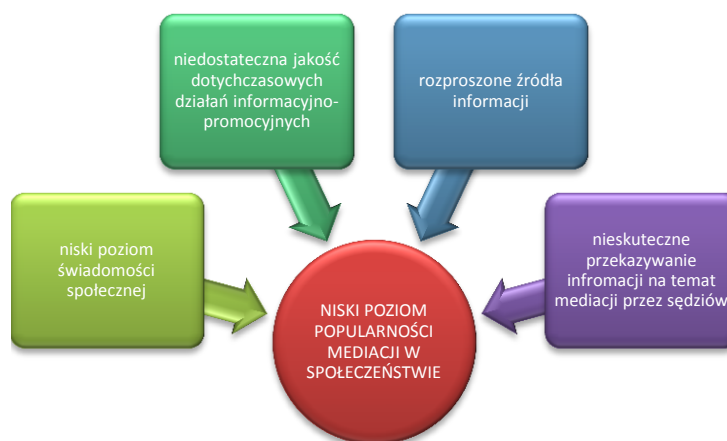 niedostateczna jakość
dotychczasowych
działań informacyjno-
promocyjnych
rozproszone źródła
informacji
niski poziom
świadomości
społecznej
nieskuteczne
przekazywanie
infromacji na temat
mediacji przez sędziów
NISKI POZIOM
POPULARNOŚCI
MEDIACJI W
SPOŁECZEŃSTWIE